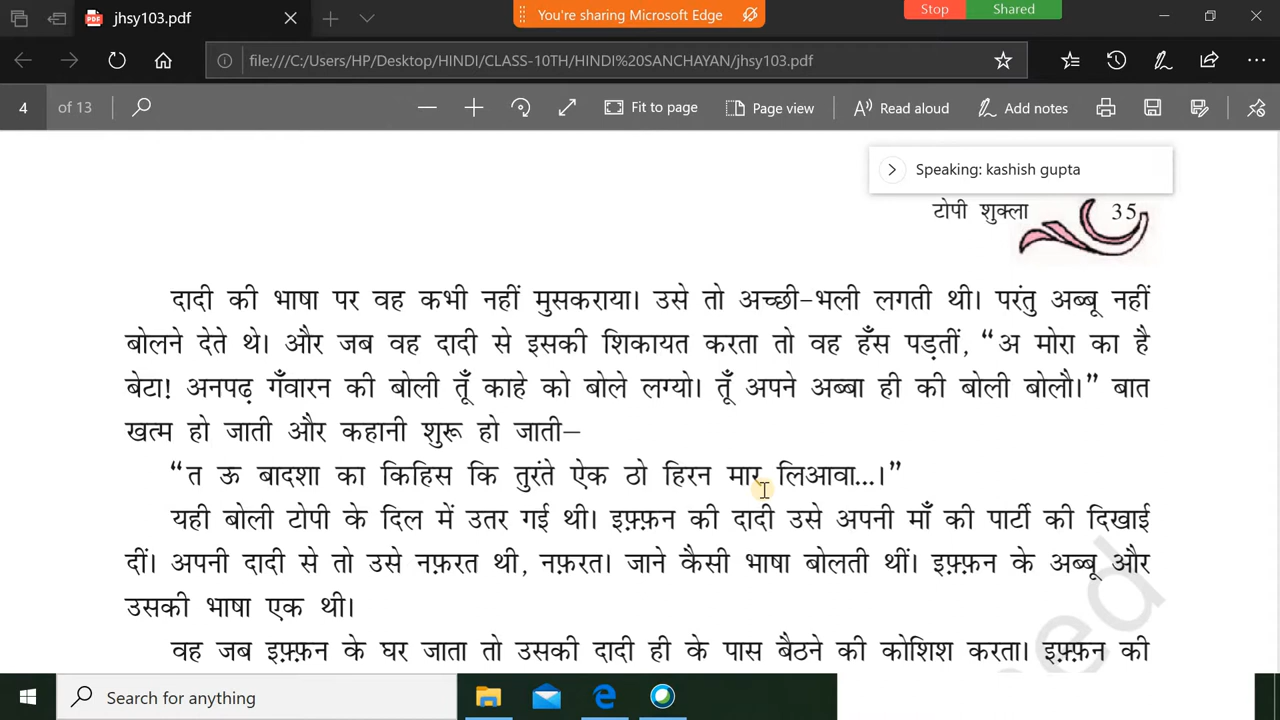 jhsy103.pdf
You're sharing Microsoft Edge
Stop
Shared
file:///C:/Users/HP/Desktop/HINDI/CLASS-10TH/HINDI%20SANCHAYAN/jhsy103.pdf
4 of 13
Fit to page
Page view
Read aloud
Add notes
Speaking: kashish gupta
टोपी शुक्ला 35
दादी की भाषा पर वह कभी नहीं मुसकराया। उसे तो अच्छी-भली लगती थी। परंतु अब्बू नहीं
बोलने देते थे। और जब वह दादी से इसकी शिकायत करता तो वह हँस पड़तीं, “अ मोरा का है
बेटा! अनपढ़ गँवारन की बोली तूँ काहे को बोले लग्यो। तूँ अपने अब्बा ही की बोली बोलौ।” बात
खत्म हो जाती और कहानी शुरू हो जाती–
“त ऊ बादशा का किहिस कि तुरंते ऐक ठो हिरन मार लिआवा...।”
यही बोली टोपी के दिल में उतर गई थी। इफ़्फ़न की दादी उसे अपनी माँ की पार्टी की दिखाई
दीं। अपनी दादी से तो उसे नफ़रत थी, नफ़रत। जाने कैसी भाषा बोलती थीं। इफ़्फ़न के अब्बू और
उसकी भाषा एक थी।
वह जब इफ़्फ़न के घर जाता तो उसकी दादी ही के पास बैठने की कोशिश करता। इफ़्फ़न की
Search for anything